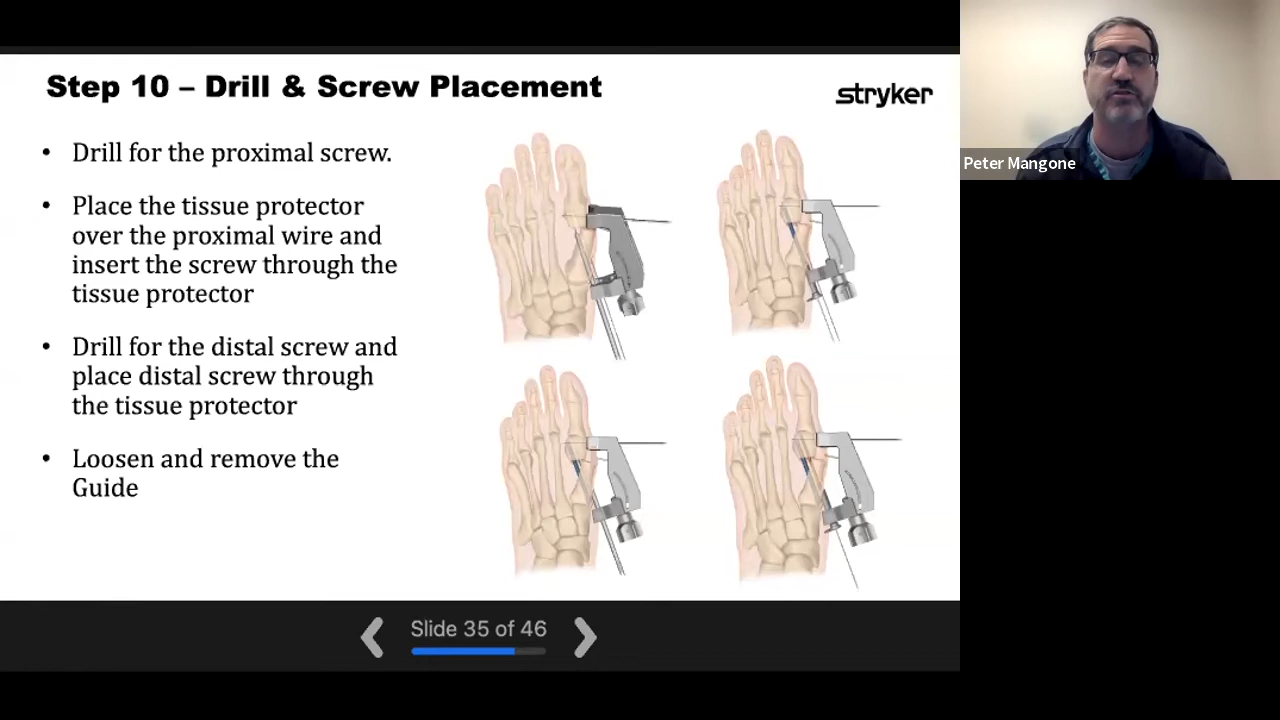 Step 10 – Drill & Screw Placement
stryker
• Drill for the proximal screw.
• Place the tissue protector
over the proximal wire and
insert the screw through the
tissue protector
• Drill for the distal screw and
place distal screw through
the tissue protector
• Loosen and remove the
Guide
Peter Mangone
Slide 35 of 46